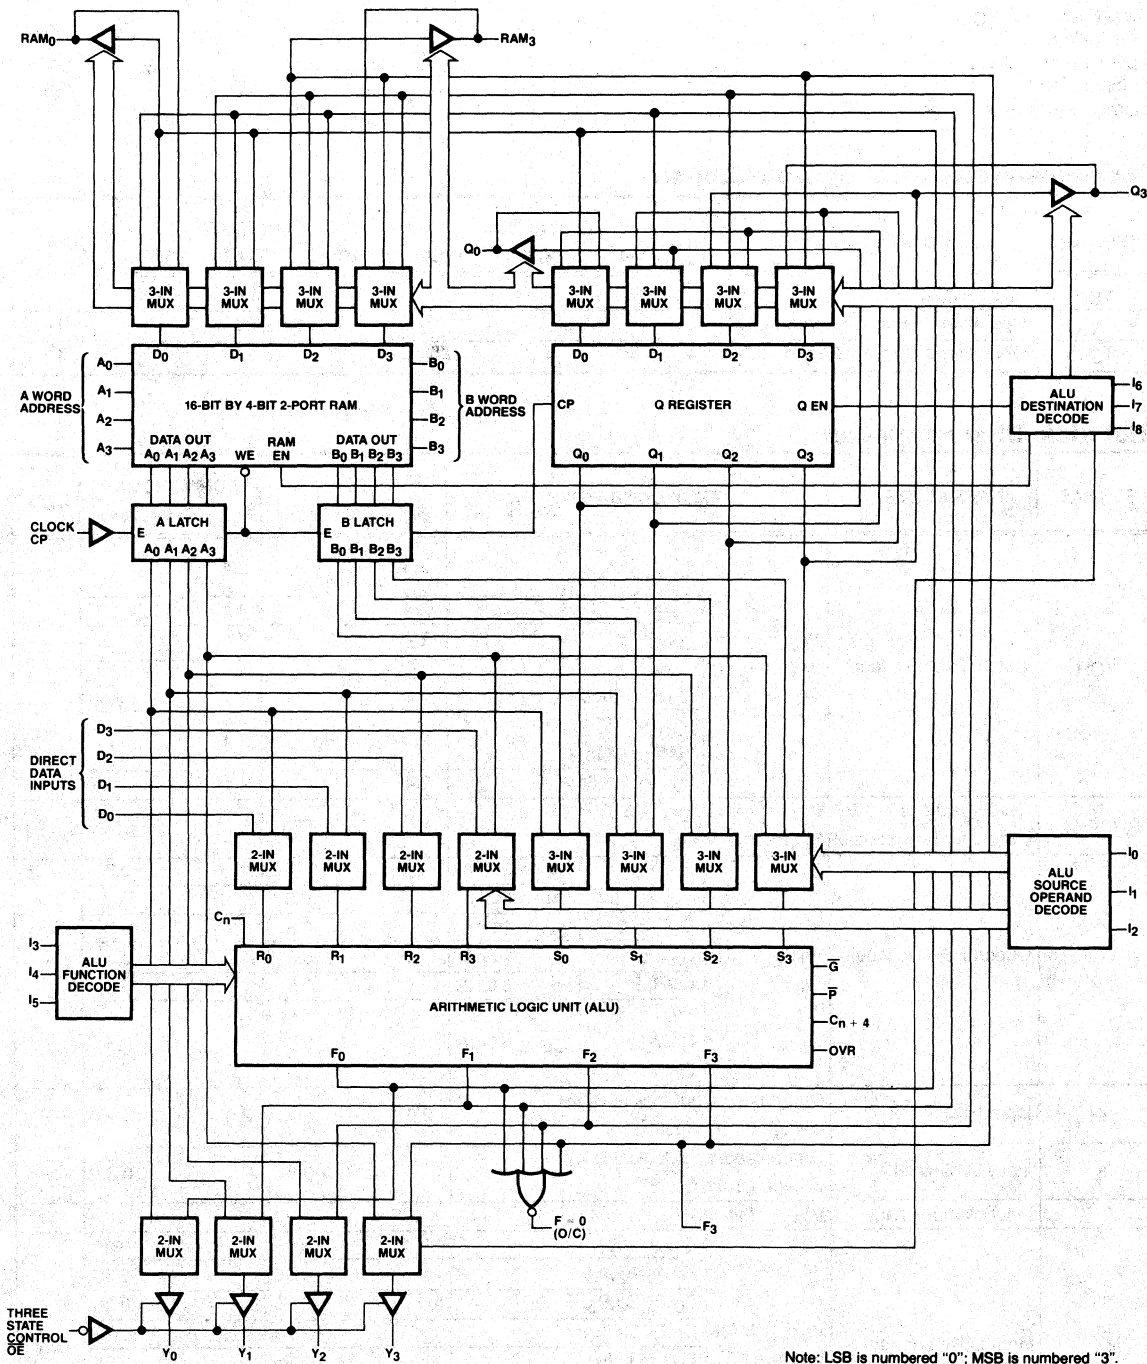 RAM0
RAM3
Q3
Q0
3-IN MUX
3-IN MUX
3-IN MUX
3-IN MUX
3-IN MUX
3-IN MUX
3-IN MUX
3-IN MUX
D0 D1 D2 D3
D0 D1 D2 D3
A WORD ADDRESS
A0
A1
A2
A3
16-BIT BY 4-BIT 2-PORT RAM
DATA OUT
A0 A1 A2 A3
WE
RAM EN
DATA OUT
B0 B1 B2 B3
B0
B1
B2
B3
B WORD ADDRESS
CP
Q REGISTER
Q EN
Q0 Q1 Q2 Q3
ALU DESTINATION DECODE
I6
I7
I8
CLOCK CP
E
A LATCH
A0 A1 A2 A3
E
B LATCH
B0 B1 B2 B3
DIRECT DATA INPUTS
D3
D2
D1
D0
2-IN MUX
2-IN MUX
2-IN MUX
2-IN MUX
3-IN MUX
3-IN MUX
3-IN MUX
3-IN MUX
ALU SOURCE OPERAND DECODE
I0
I1
I2
Cn
I3
I4
I5
ALU FUNCTION DECODE
R0 R1 R2 R3 S0 S1 S2 S3
ARITHMETIC LOGIC UNIT (ALU)
G̅
P̅
Cn + 4
OVR
F0 F1 F2 F3
F = 0
(O/C)
F3
2-IN MUX
2-IN MUX
2-IN MUX
2-IN MUX
THREE STATE CONTROL O̅E̅
Y0 Y1 Y2 Y3
Note: LSB is numbered “0”; MSB is numbered “3”.